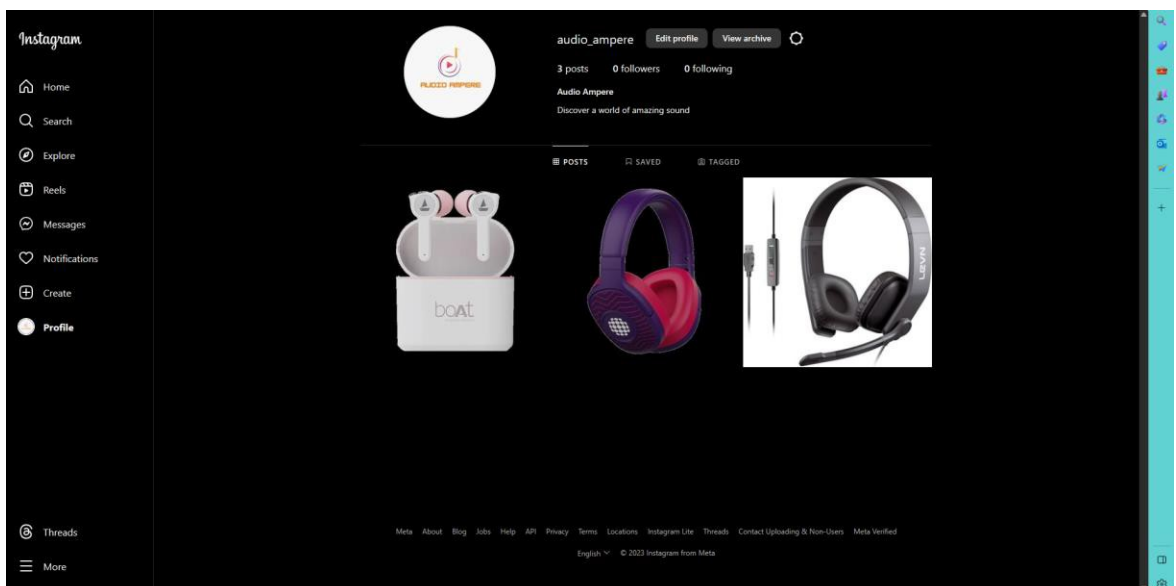 Instagram
Home
Search
Explore
Reels
Messages
Notifications
Create
Profile
Threads
More
AUDIO AMPERE
audio_ampere Edit profile View archive
3 posts 0 followers 0 following
Audio Ampere
Discover a world of amazing sound
POSTS SAVED TAGGED
boAt
LEVN
Meta About Blog Jobs Help API Privacy Terms Locations Instagram Lite Threads Contact Uploading & Non-Users Meta Verified
English © 2023 Instagram from Meta